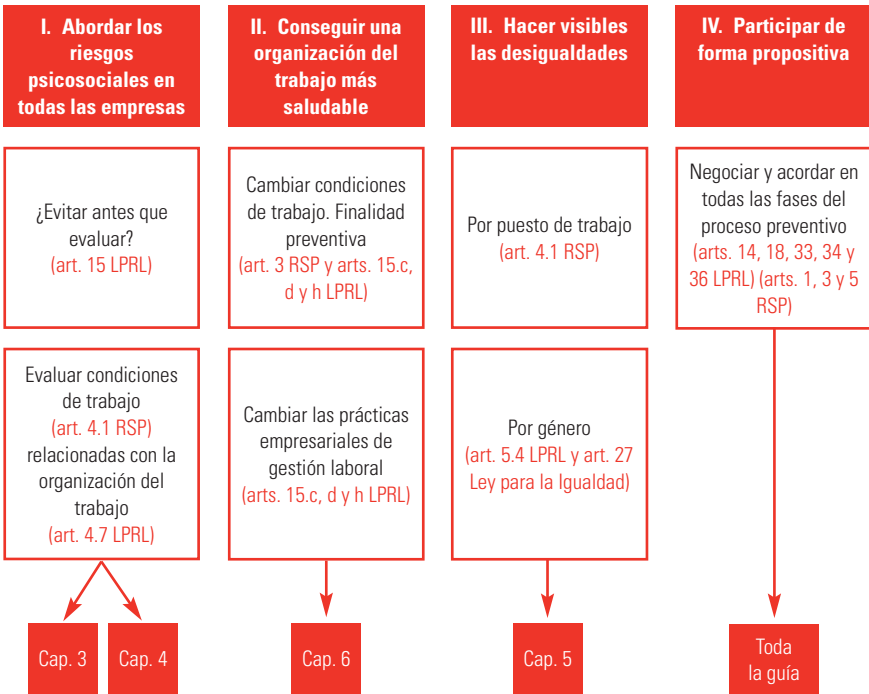 I. Abordar los
riesgos
psicosociales en
todas las empresas
II. Conseguir una
organización del
trabajo más
saludable
III. Hacer visibles
las desigualdades
IV. Participar de
forma propositiva
¿Evitar antes que
evaluar?
(art. 15 LPRL)
Cambiar condiciones
de trabajo. Finalidad
preventiva
(art. 3 RSP y arts. 15.c,
d y h LPRL)
Por puesto de trabajo
(art. 4.1 RSP)
Negociar y acordar en
todas las fases del
proceso preventivo
(arts. 14, 18, 33, 34 y
36 LPRL) (arts. 1, 3 y 5
RSP)
Evaluar condiciones
de trabajo
(art. 4.1 RSP)
relacionadas con la
organización del
trabajo
(art. 4.7 LPRL)
Cambiar las prácticas
empresariales de
gestión laboral
(arts. 15.c, d y h LPRL)
Por género
(art. 5.4 LPRL y art. 27
Ley para la Igualdad)
Cap. 3
Cap. 4
Cap. 6
Cap. 5
Toda
la guía